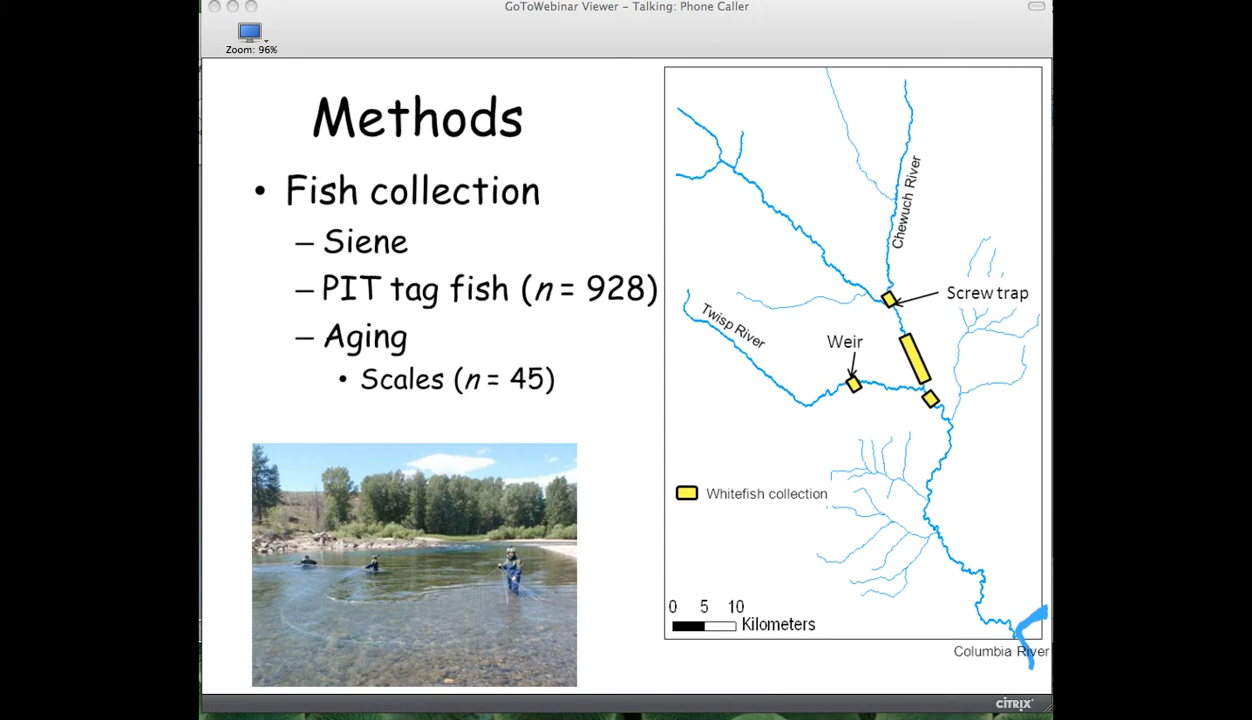 GoToWebinar Viewer – Talking: Phone Caller
Zoom: 96%
Methods
• Fish collection
– Siene
– PIT tag fish (n = 928)
– Aging
• Scales (n = 45)
Chewuch River
Screw trap
Twisp River
Weir
Whitefish collection
0 5 10
Kilometers
Columbia River
CITRIX